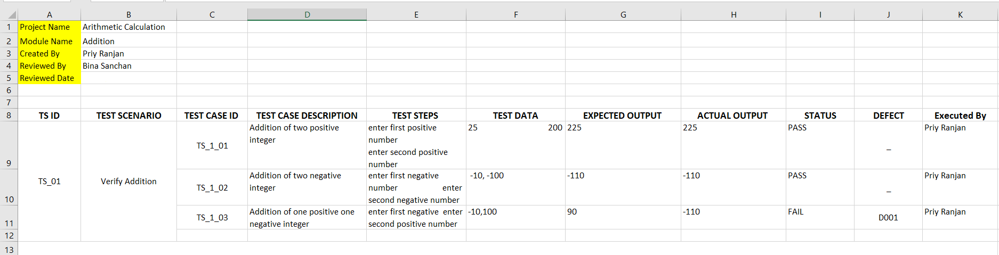 A B C D E F G H I J K
1 Project Name Arithmetic Calculation
2 Module Name Addition
3 Created By Priy Ranjan
4 Reviewed By Bina Sanchan
5 Reviewed Date
6
7
8 TS ID TEST SCENARIO TEST CASE ID TEST CASE DESCRIPTION TEST STEPS TEST DATA EXPECTED OUTPUT ACTUAL OUTPUT STATUS DEFECT Executed By
Addition of two positive enter first positive 25 200 225 225 PASS Priy Ranjan
integer number
TS_1_01
enter second positive _
9 number
Addition of two negative enter first negative -10, -100 -110 -110 PASS Priy Ranjan
TS_01 Verify Addition
TS_1_02 integer number enter _
10 second negative number
Addition of one positive one enter first negative enter -10,100 90 -110 FAIL Priy Ranjan
TS_1_03 D001
11 negative integer second positive number
12
13